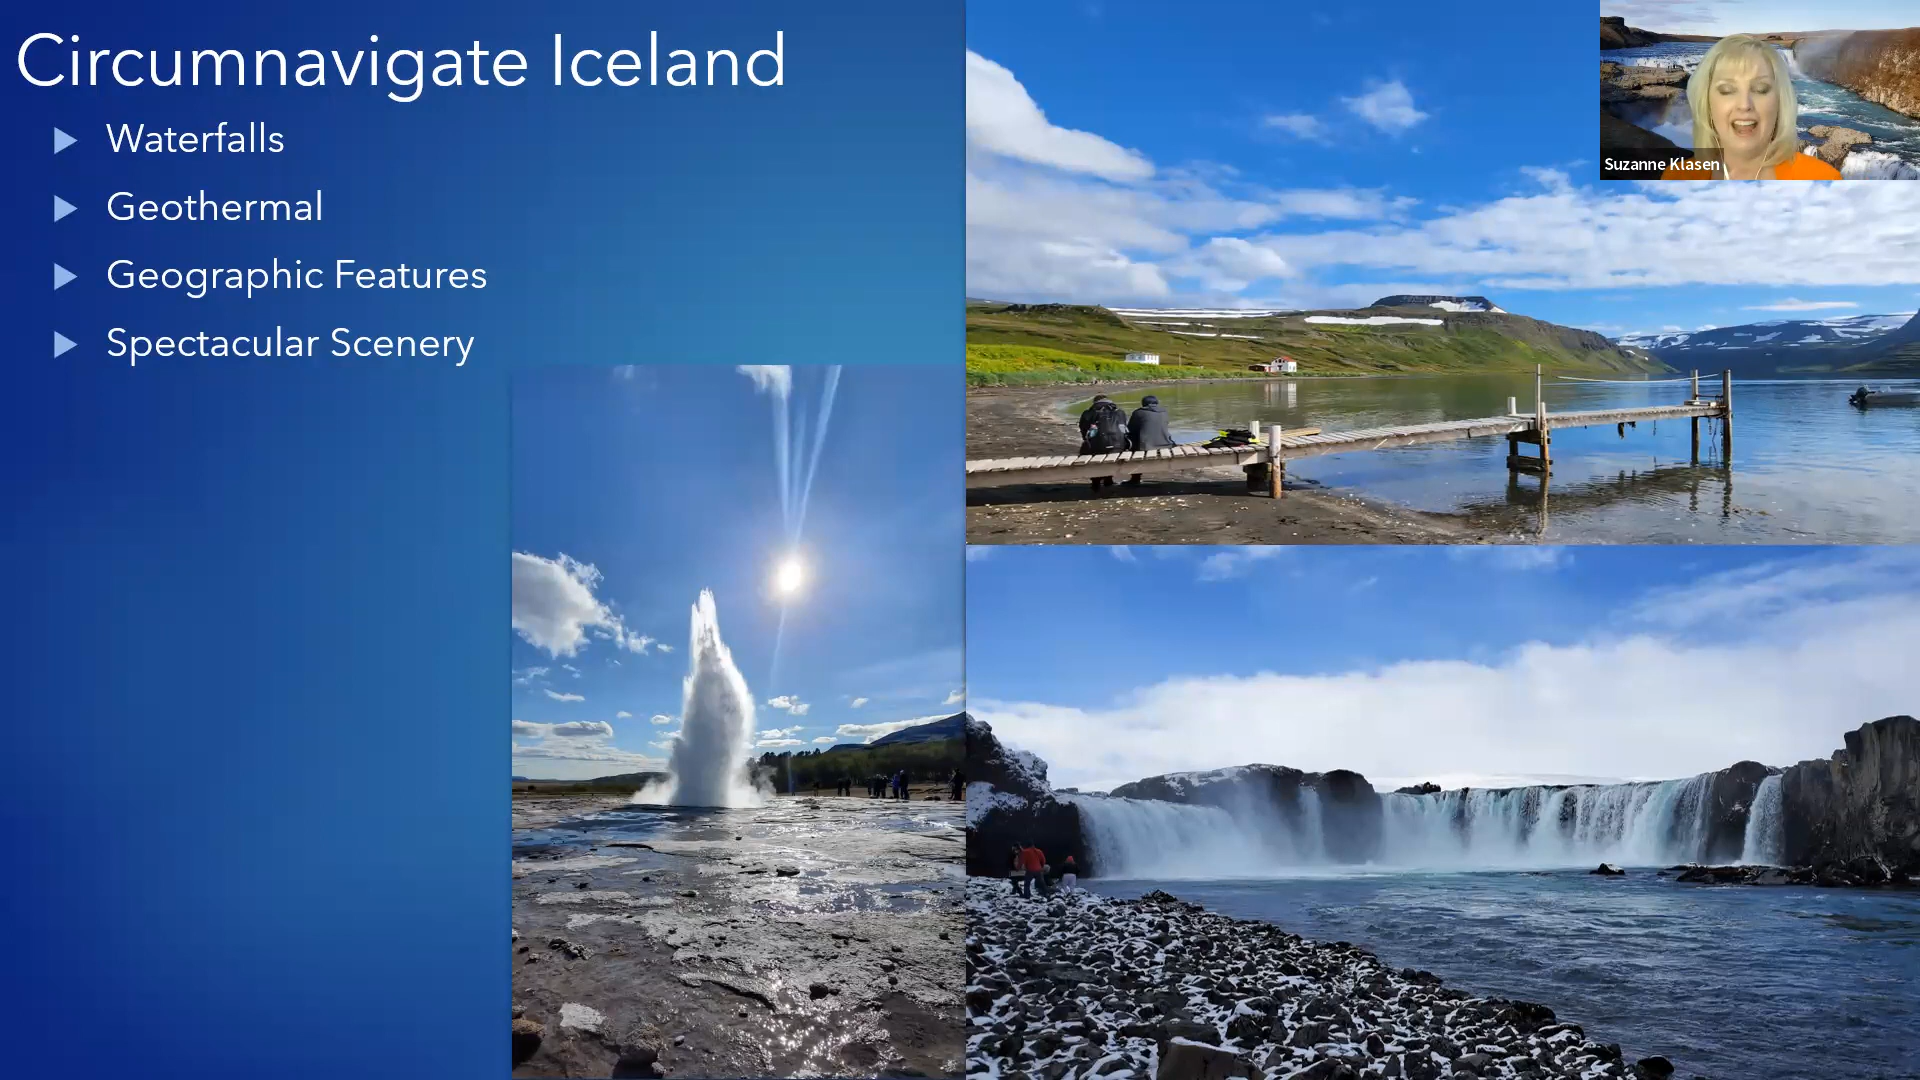 Circumnavigate Iceland
Waterfalls
Geothermal
Geographic Features
Spectacular Scenery
Suzanne Klasen